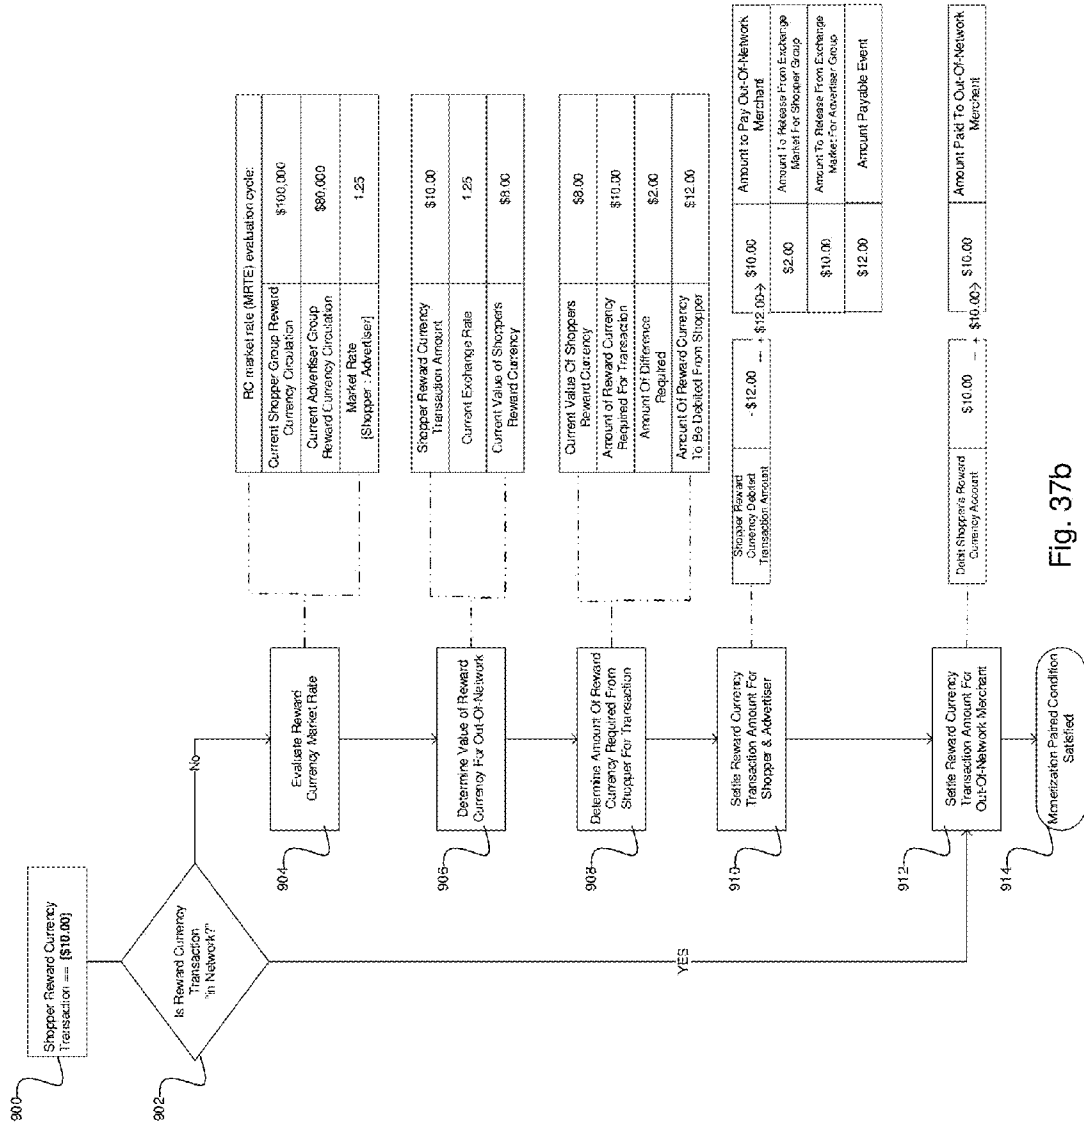 900
Shopper Reward Currency
Transaction == [$10.00]
902
Is Reward Currency
Transaction
"in Network?"
No
YES
904
Evaluate Reward
Currency Market Rate
RC market rate (MRTE) evaluation cycle:
Current Shopper Group Reward
Currency Circulation
$100,000
Current Advertiser Group
Reward Currency Circulation
$80,000
Market Rate
[Shopper : Advertiser]
1.25
906
Determine Value of Reward
Currency For Out-Of-Network
Shopper Reward Currency
Transaction Amount
$10.00
Current Exchange Rate
1.25
Current Value of Shoppers
Reward Currency
$8.00
908
Determine Amount Of Reward
Currency Required From
Shopper For Transaction
Current Value Of Shoppers
Reward Currency
$8.00
Amount of Reward Currency
Required For Transaction
$10.00
Amount Of Difference
Required
$2.00
Amount Of Reward Currency
To Be Debited From Shopper
$12.00
910
Settle Reward Currency
Transaction Amount For
Shopper & Advertiser
Shopper Reward
Currency Debited
Transaction Amount
-$12.00
+ $12.00→
$10.00
Amount to Pay Out-Of-Network
Merchant
$2.00
Amount To Release From Exchange
Market For Shopper Group
$10.00
Amount To Release From Exchange
Market For Advertiser Group
$12.00
Amount Payable Event
912
Settle Reward Currency
Transaction Amount For
Out-Of-Network Merchant
Debit Shopper's Reward
Currency Account
$10.00
+ $10.00→
$10.00
Amount Paid To Out-Of-Network
Merchant
914
Monetization Paired Condition
Satisfied
Fig. 37b